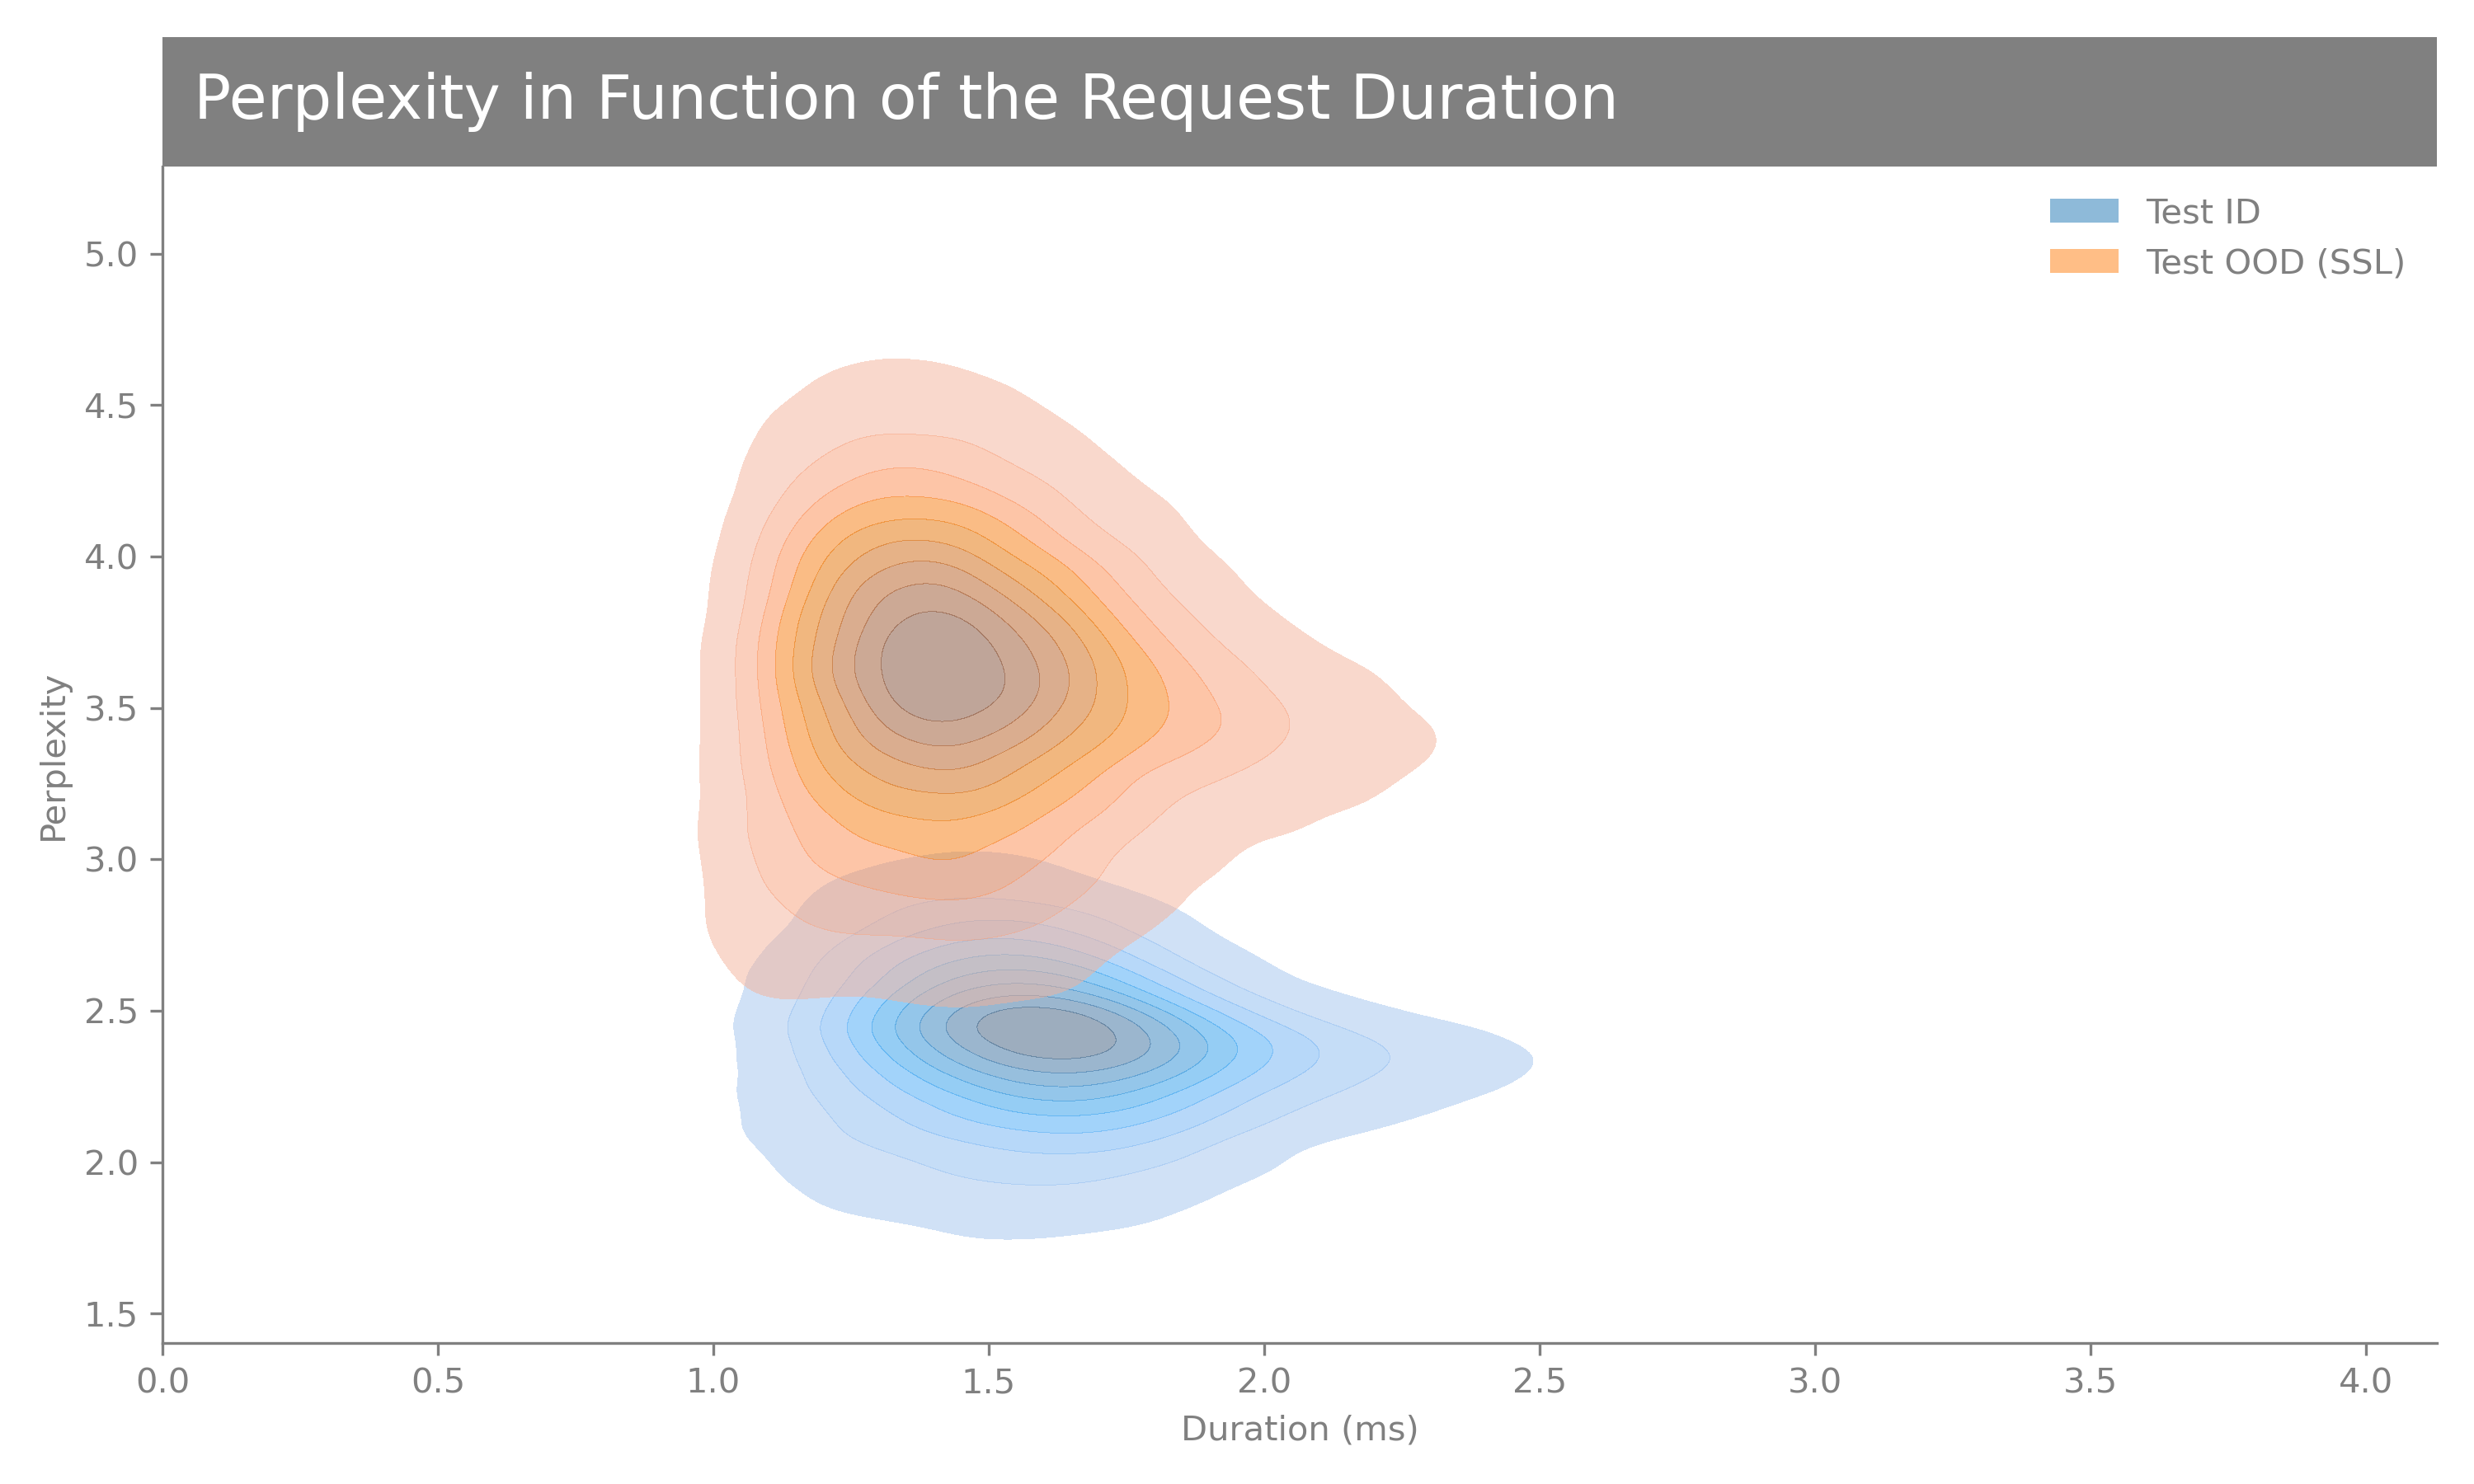 Perplexity in Function of the Request Duration
Test ID
Test OOD (SSL)
5.0
4.5
4.0
3.5
3.0
2.5
2.0
1.5
Perplexity
0.0 0.5 1.0 1.5 2.0 2.5 3.0 3.5 4.0
Duration (ms)